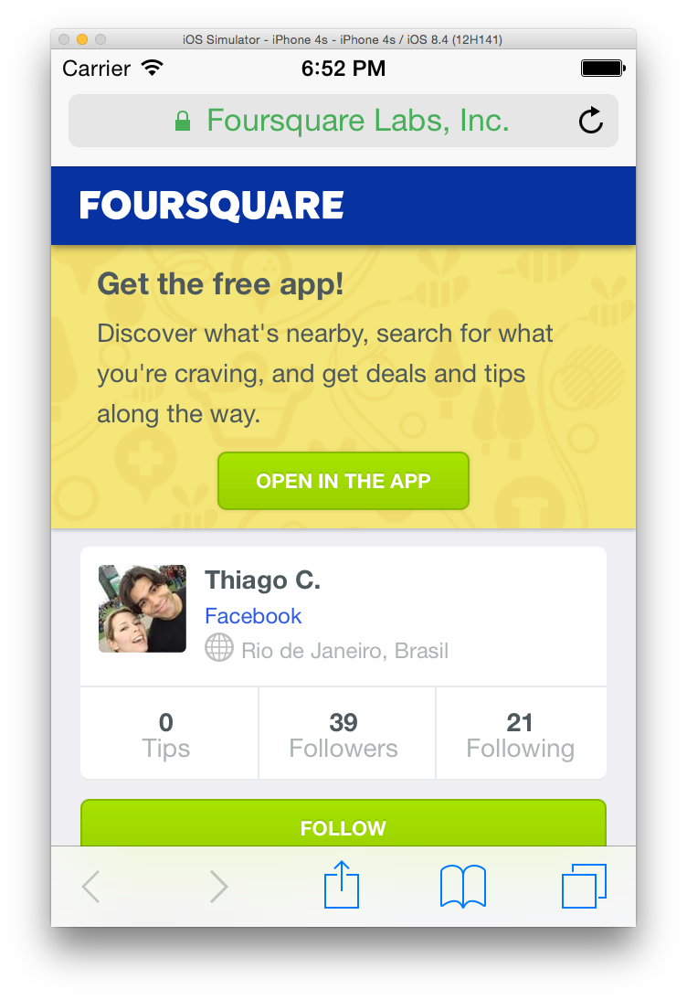 iOS Simulator - iPhone 4s - iPhone 4s / iOS 8.4 (12H141)
Carrier 6:52 PM
Foursquare Labs, Inc.
FOURSQUARE
Get the free app!
Discover what's nearby, search for what
you're craving, and get deals and tips
along the way.
OPEN IN THE APP
Thiago C.
Facebook
Rio de Janeiro, Brasil
0 39 21
Tips Followers Following
FOLLOW